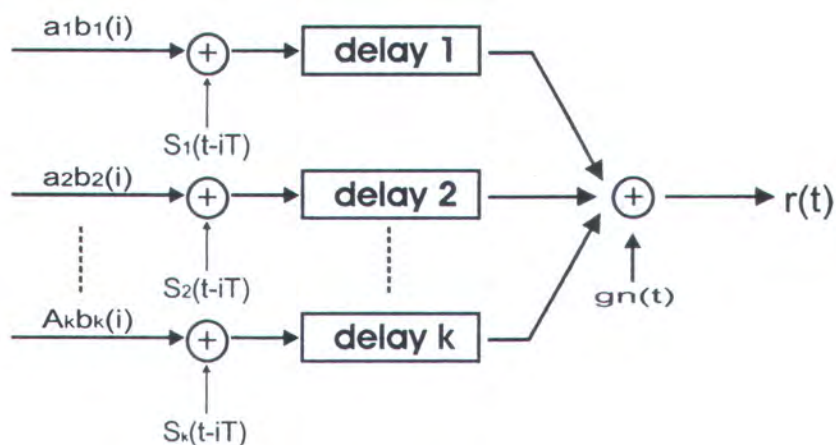 a1b1(i)
+
delay 1
S1(t-iT)
a2b2(i)
+
delay 2
+
r(t)
S2(t-iT)
gn(t)
Akbk(i)
+
delay k
Sk(t-iT)